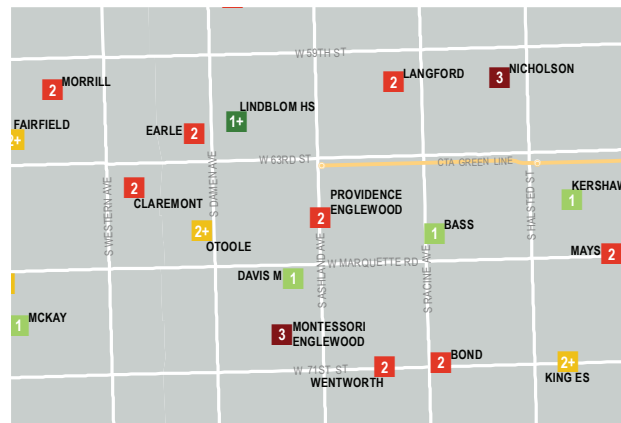 W 59TH ST
LANGFORD
2
3
NICHOLSON
2
MORRILL
LINDBLOM HS
1+
FAIRFIELD
2+
EARLE
2
W 63RD ST
CTA GREEN LINE
S WESTERN AVE
S DAMEN AVE
S ASHLAND AVE
S RACINE AVE
S HALSTED ST
2
CLAREMONT
PROVIDENCE
ENGLEWOOD
2
KERSHAW
1
2+
OTOOLE
1
BASS
MAYS
2
W MARQUETTE RD
DAVIS M
1
1
MCKAY
3
MONTESSORI
ENGLEWOOD
W 71ST ST
2
WENTWORTH
2
BOND
2+
KING ES